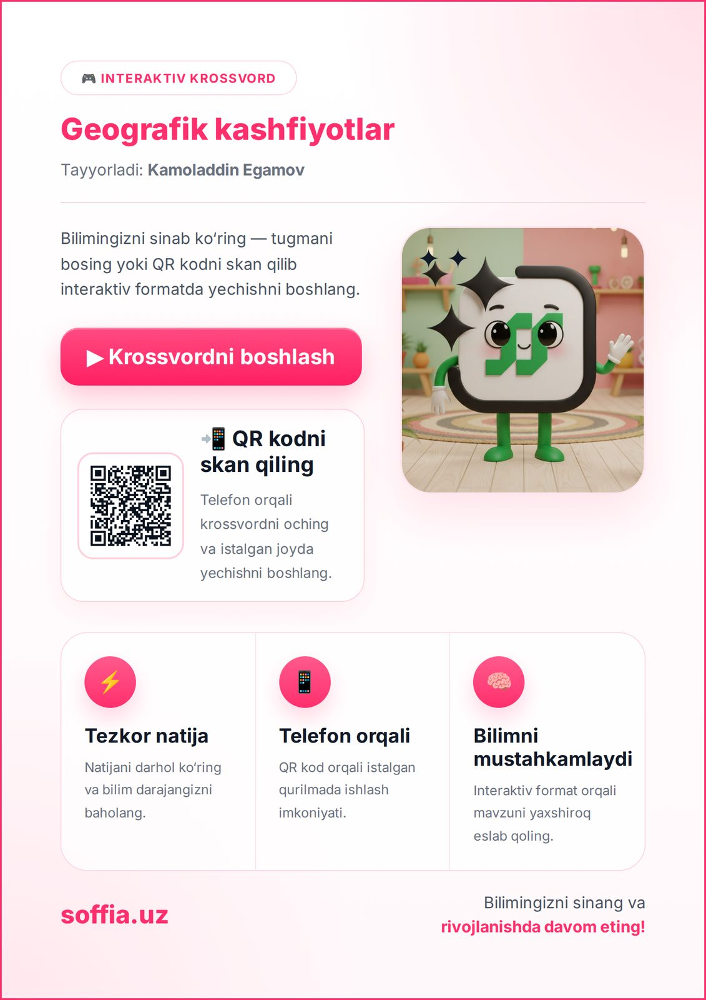 🎮 INTERAKTIV KROSSVORD
Geografik kashfiyotlar
Tayyorladi: Kamoladdin Egamov
Bilimingizni sinab koʻring — tugmani
bosing yoki QR kodni skan qilib
interaktiv formatda yechishni boshlang.
▶ Krossvordni boshlash
📲 QR kodni
skan qiling
Telefon orqali
krossvordni oching
va istalgan joyda
yechishni boshlang.
Tezkor natija
Natijani darhol koʻring
va bilim darajangizni
baholang.
Telefon orqali
QR kod orqali istalgan
qurilmada ishlash
imkoniyati.
Bilimni
mustahkamlaydi
Interaktiv format orqali
mavzuni yaxshiroq
eslab qoling.
soffia.uz
Bilimingizni sinang va
rivojlanishda davom eting!